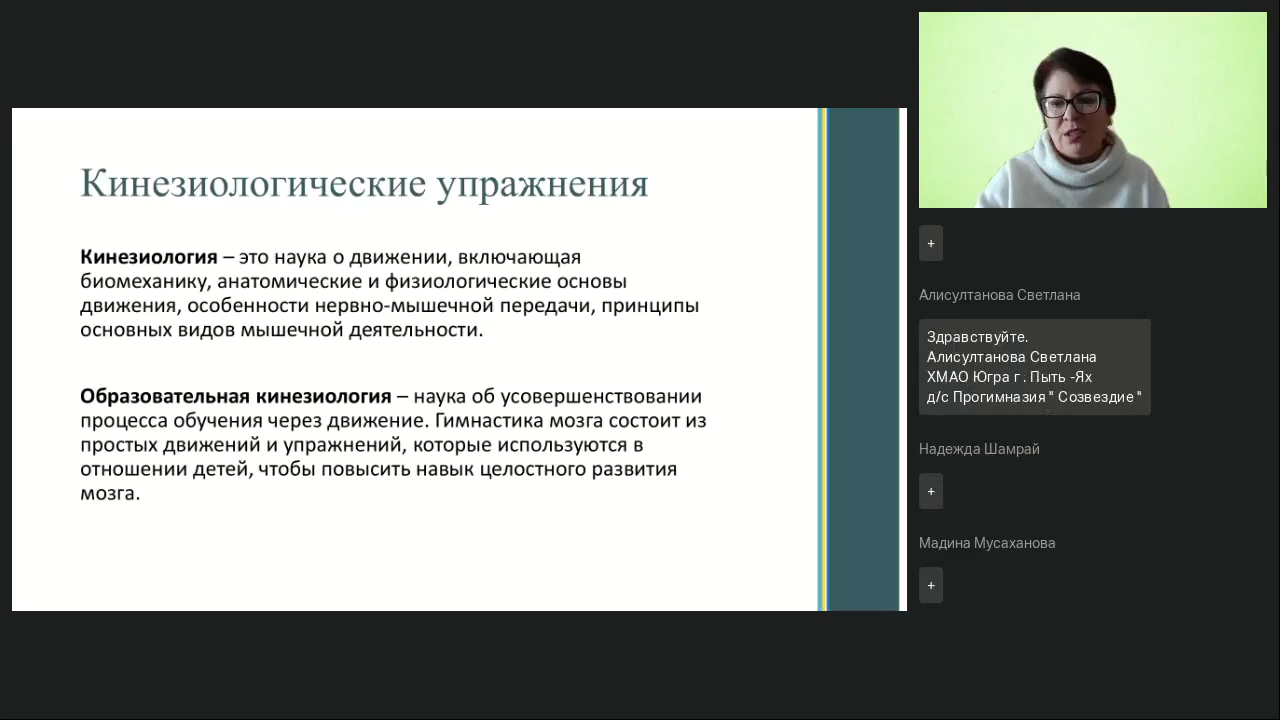 Кинезиологические упражнения
Кинезиология – это наука о движении, включающая
биомеханику, анатомические и физиологические основы
движения, особенности нервно-мышечной передачи, принципы
основных видов мышечной деятельности.
Образовательная кинезиология – наука об усовершенствовании
процесса обучения через движение. Гимнастика мозга состоит из
простых движений и упражнений, которые используются в
отношении детей, чтобы повысить навык целостного развития
мозга.
+
Алисултанова Светлана
Здравствуйте.
Алисултанова Светлана
ХМАО Югра г . Пыть -Ях
д/с Прогимназия " Созвездие "
Надежда Шамрай
+
Мадина Мусаханова
+